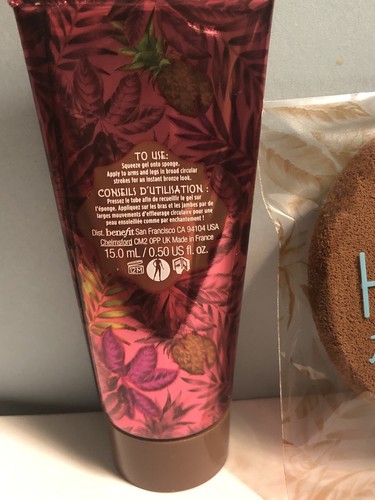 TO USE:
Squeeze gel onto sponge.
Apply to arms and legs in broad circular
strokes for an instant bronze look.
CONSEILS D'UTILISATION :
Pressez le tube afin de recueillir le gel sur
l'éponge. Appliquez sur les bras et les jambes par de
larges mouvements d'effleurage circulaire pour une
peau ensoleillée comme par enchantement !
Dist. benefit San Francisco CA 94104 USA
Chelmsford CM2 0PP UK Made in France
15.0 mL / 0.50 US fl. oz.
12M
H